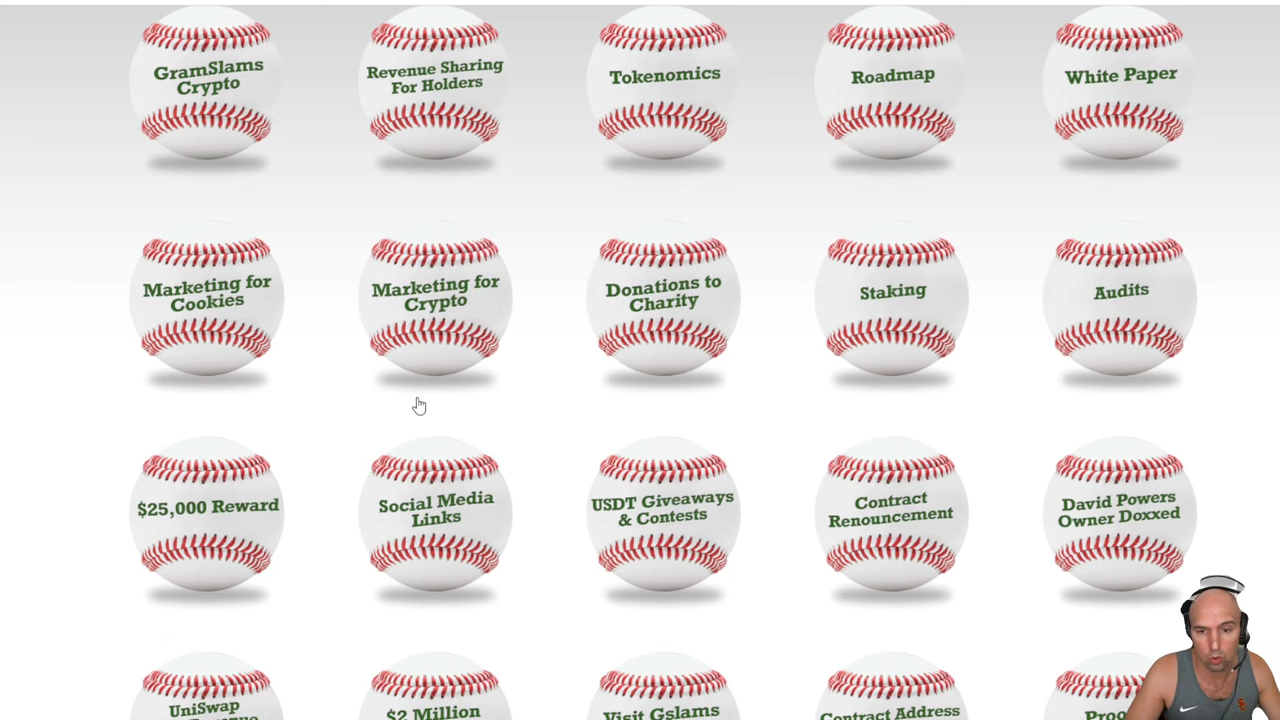 GramSlams
Crypto
Revenue Sharing
For Holders
Tokenomics
Roadmap
White Paper
Marketing for
Cookies
Marketing for
Crypto
Donations to
Charity
Staking
Audits
$25,000 Reward
Social Media
Links
USDT Giveaways
& Contests
Contract
Renouncement
David Powers
Owner Doxxed
UniSwap
$2 Million
Visit Gslams
Contract Address